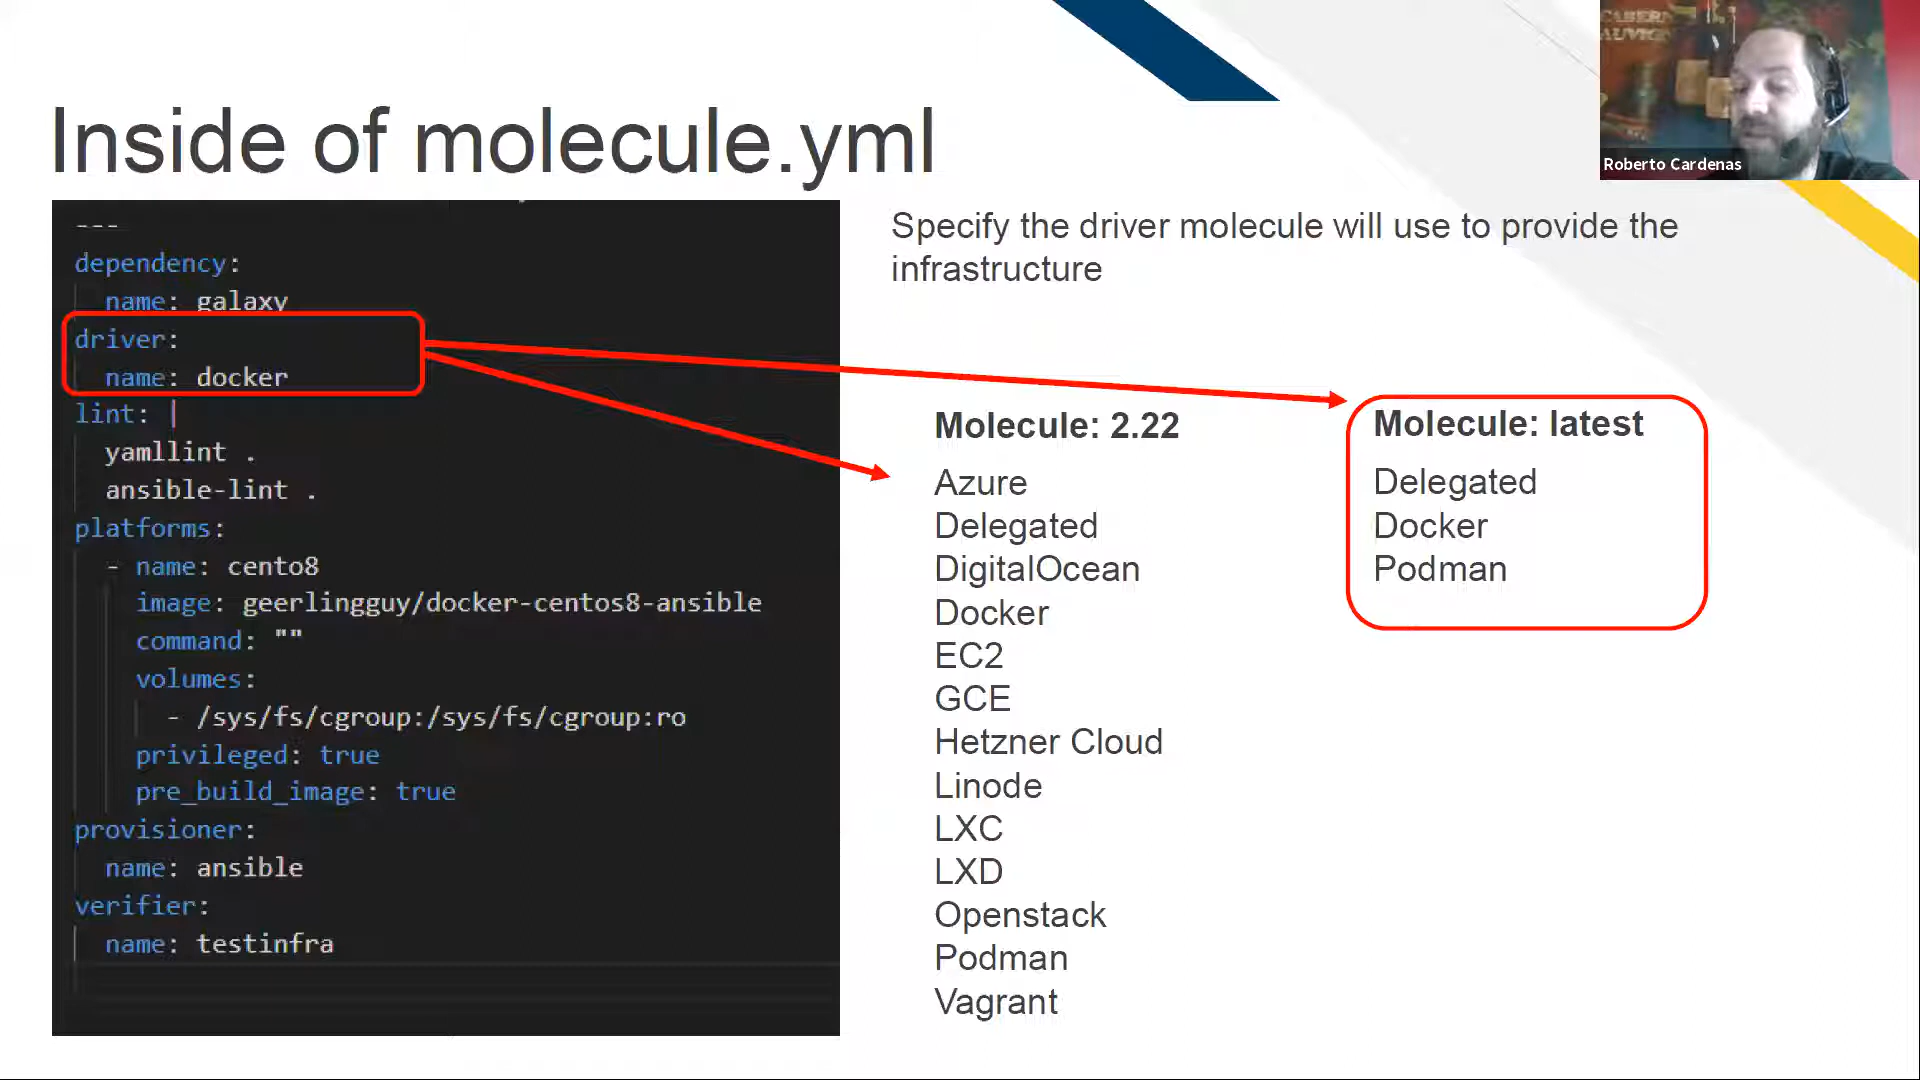 Inside of molecule.yml
---
dependency:
name: galaxy
driver:
name: docker
lint: |
yamllint .
ansible-lint .
platforms:
- name: cento8
image: geerlingguy/docker-centos8-ansible
command: ""
volumes:
- /sys/fs/cgroup:/sys/fs/cgroup:ro
privileged: true
pre_build_image: true
provisioner:
name: ansible
verifier:
name: testinfra
Specify the driver molecule will use to provide the
infrastructure
Molecule: 2.22
Azure
Delegated
DigitalOcean
Docker
EC2
GCE
Hetzner Cloud
Linode
LXC
LXD
Openstack
Podman
Vagrant
Molecule: latest
Delegated
Docker
Podman
Roberto Cardenas